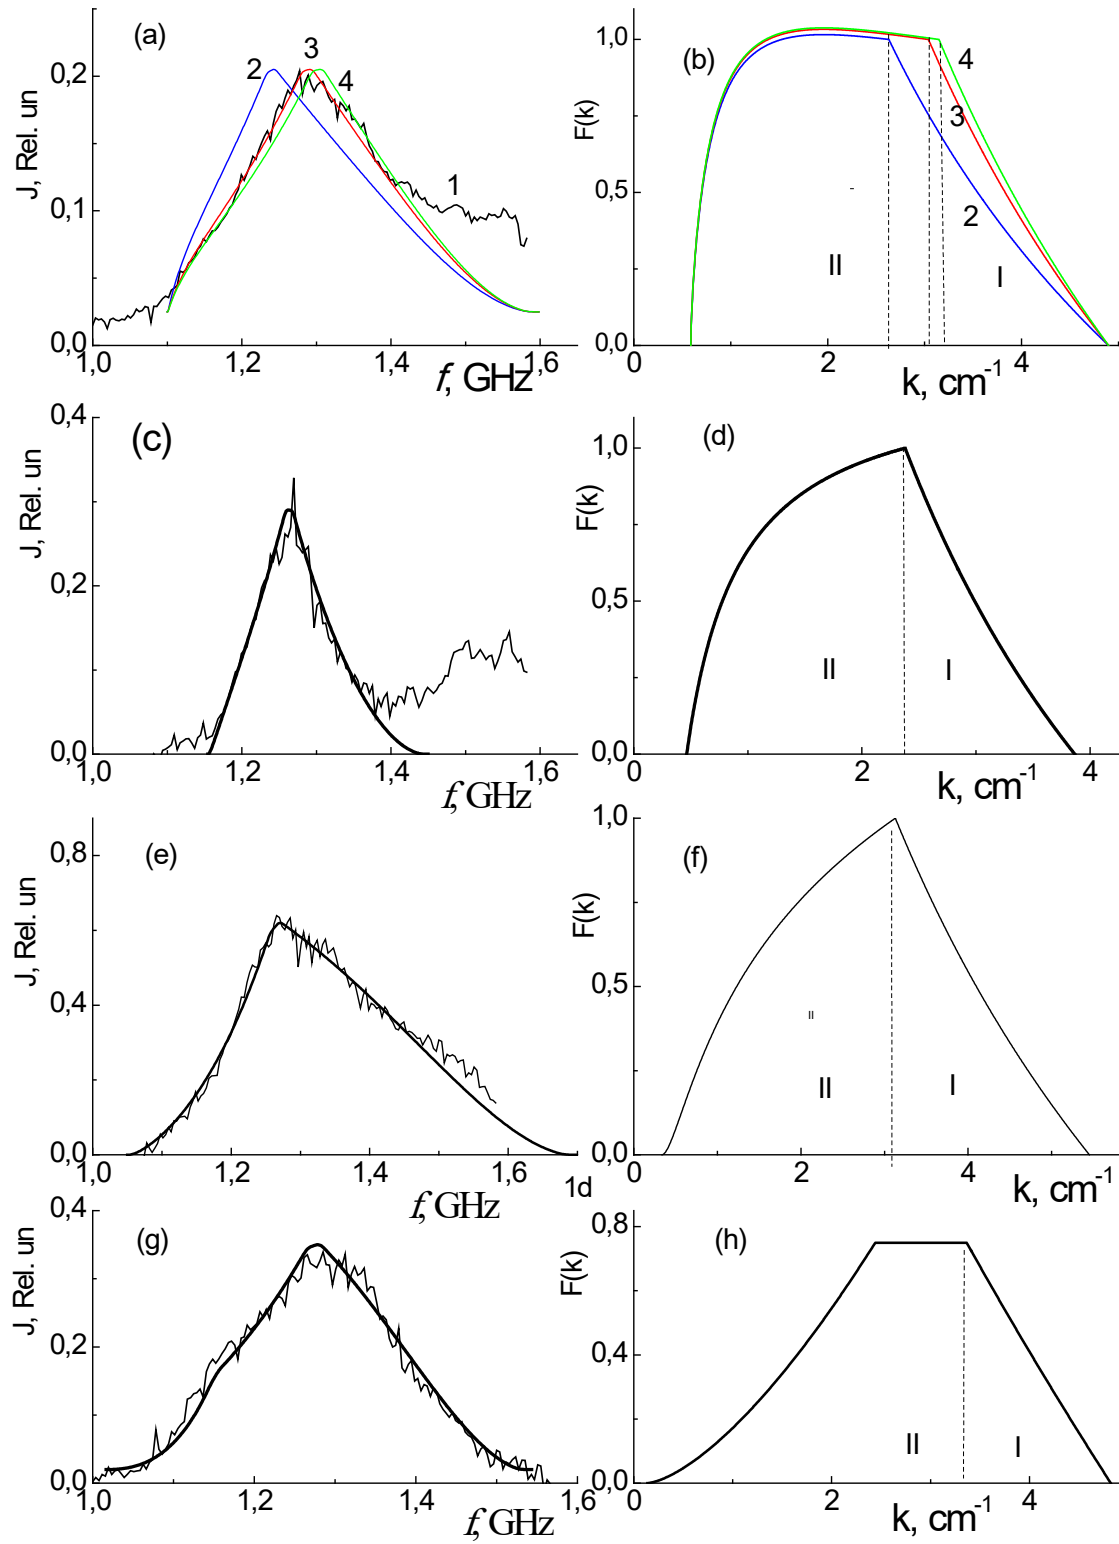 (a)
J, Rel. un
0,2
0,1
0,0
2
3
4
1
1,0
1,2
1,4
1,6
f, GHz
(b)
F(k)
1,0
0,5
1,0
4
3
2
II
I
2
4
k, cm-1
(c)
J, Rel. un
0,4
0,2
0,0
1,0
1,2
1,4
1,6
f, GHz
(d)
F(k)
1,0
0,5
0,0
II
I
0
2
4
k, cm-1
(e)
J, Rel. un
0,8
0,4
0,0
1,0
1,2
1,4
1,6
1d
f, GHz
(f)
F(k)
1,0
0,5
0,0
II
II
I
0
2
4
k, cm-1
(g)
J, Rel. un
0,4
0,2
0,0
1,0
1,2
1,4
1,6
f, GHz
(h)
F(k)
0,8
0,4
0,0
II
I
0
2
4
k, cm-1